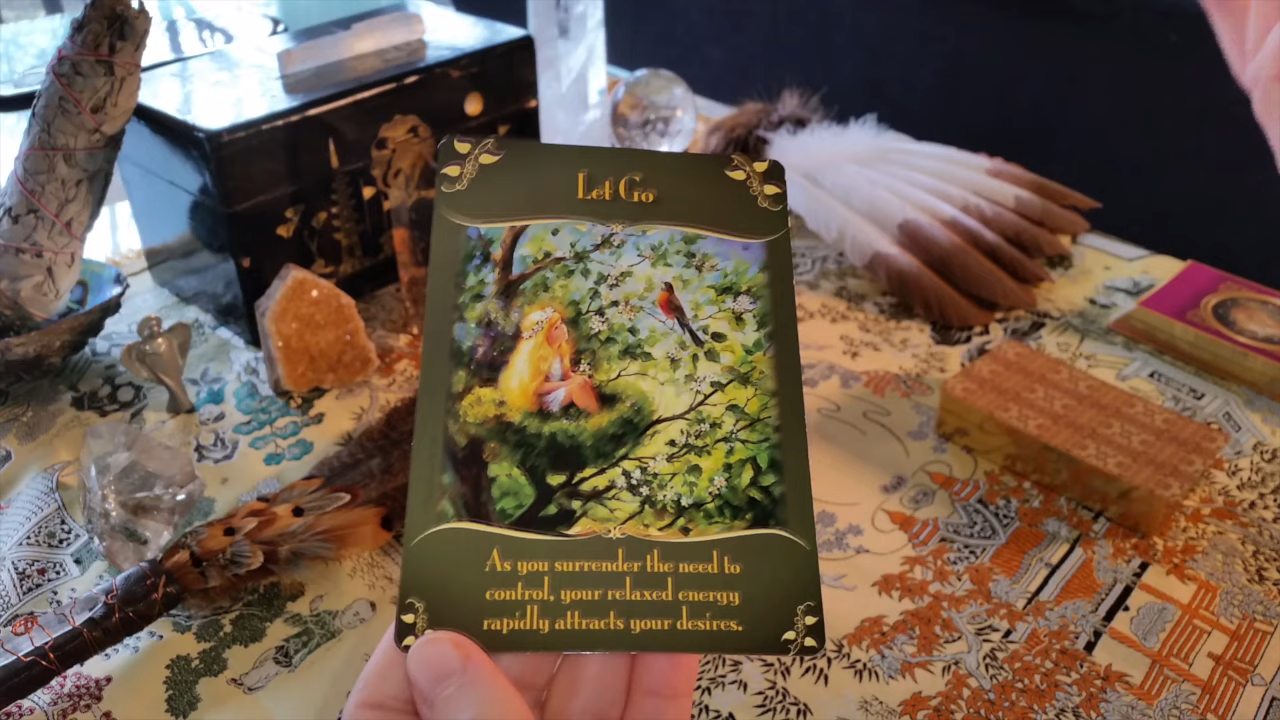 Let Go
As you surrender the need to
control, your relaxed energy
rapidly attracts your desires.